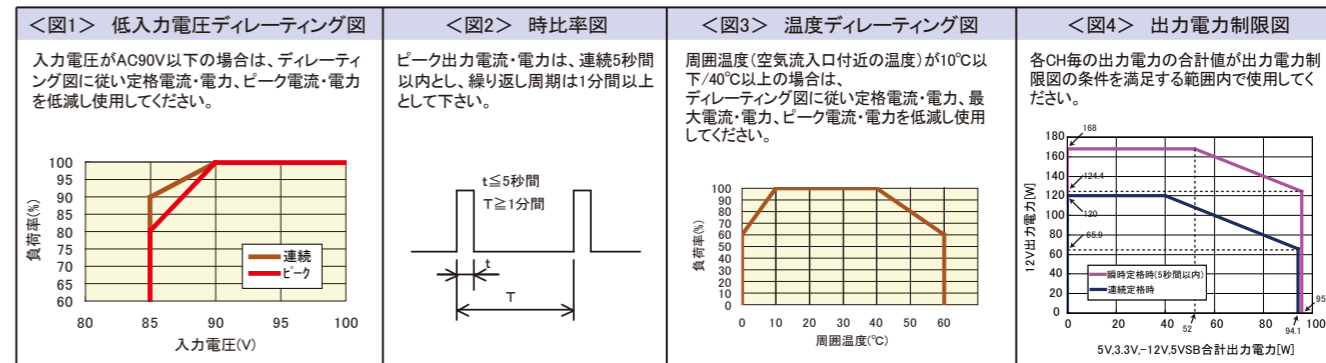 <図1> 低入力電圧ディレーティング図
入力電圧がAC90V以下の場合は、ディレーティ
ング図に従い定格電流・電力、ピーク電流・電力
を低減し使用してください。
100
95
90
85
80
75
70
65
60
負荷率(%)
連続
ピーク
80 85 90 95 100
入力電圧(V)
<図2> 時比率図
ピーク出力電流・電力は、連続5秒間
以内とし、繰り返し周期は1分間以上
として下さい。
t≦5秒間
T≧1分間
t
T
<図3> 温度ディレーティング図
周囲温度(空気流入口付近の温度)が10℃以
下/40℃以上の場合は、
ディレーティング図に従い定格電流・電力、最
大電流・電力、ピーク電流・電力を低減し使用
してください。
100
90
80
70
60
50
40
30
20
10
0
負荷率(%)
0 10 20 30 40 50 60
周囲温度(℃)
<図4> 出力電力制限図
各CH毎の出力電力の合計値が出力電力制
限図の条件を満足する範囲内で使用してく
ださい。
180
160
140
120
100
80
60
40
20
0
168
124.4
120
65.9
12V出力電力[W]
瞬時定格時(5秒間以内)
連続定格時
0 20 40 60 80 100
52
94.1
95
5V,3.3V,-12V,5VSB合計出力電力[W]